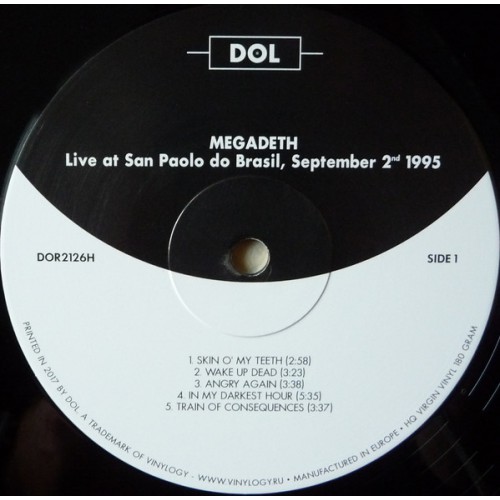 DOL
MEGADETH
Live at San Paolo do Brasil, September 2nd 1995
DOR2126H
SIDE 1
1. SKIN O' MY TEETH (2:58)
2. WAKE UP DEAD (3:23)
3. ANGRY AGAIN (3:38)
4. IN MY DARKEST HOUR (5:35)
5. TRAIN OF CONSEQUENCES (3:37)
PRINTED IN 2017 BY DOL. A TRADEMARK OF VINYLOGY - WWW.VINYLOGY.RU • MANUFACTURED IN EUROPE • HQ VIRGIN VINYL 180 GRAM